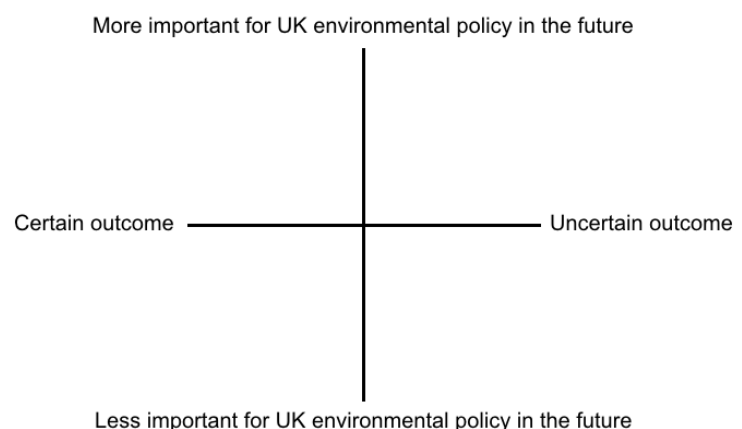 More important for UK environmental policy in the future
Certain outcome
Uncertain outcome
Less important for UK environmental policy in the future